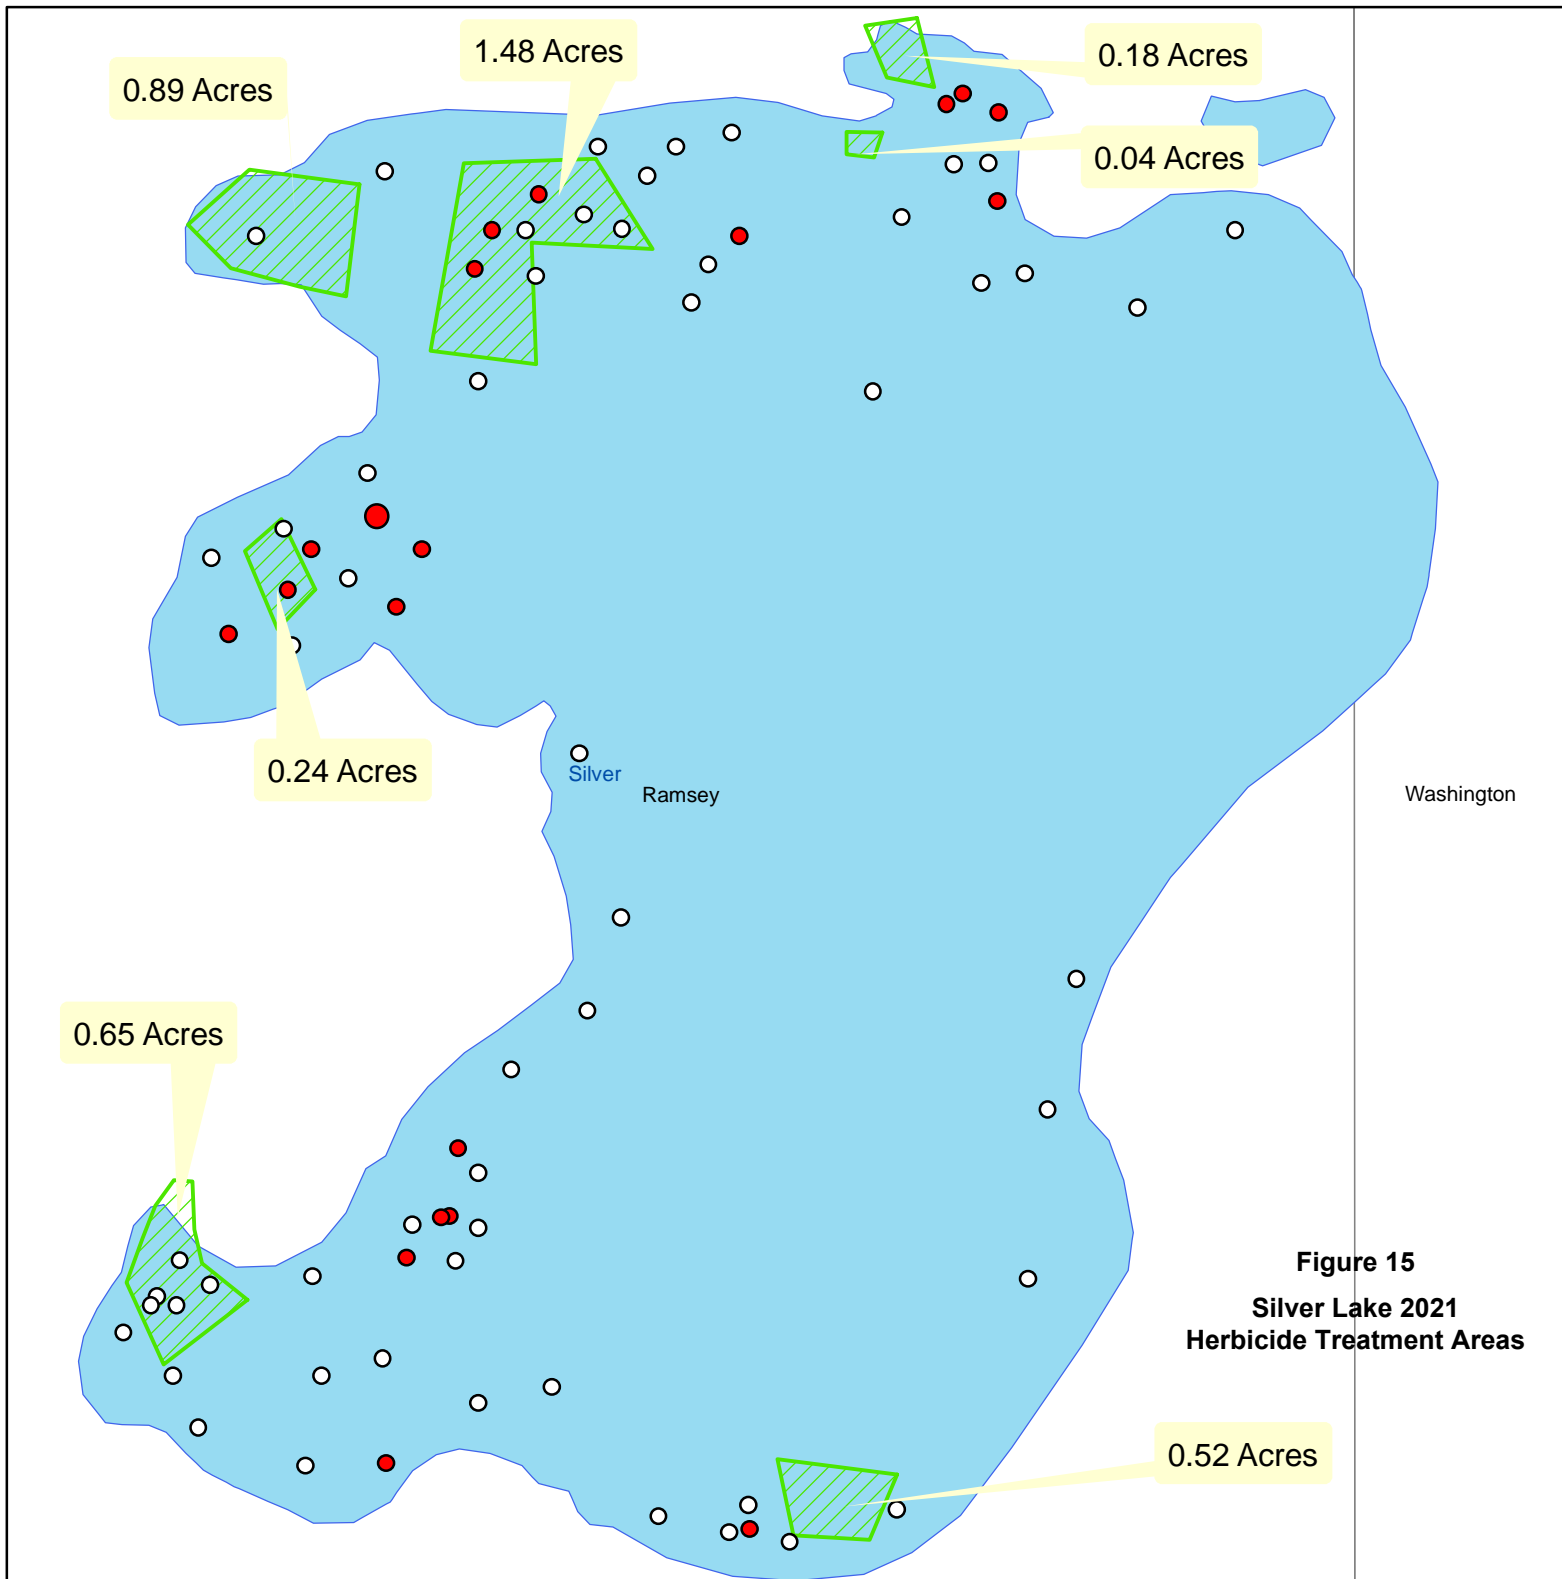 1.48 Acres
0.18 Acres
0.89 Acres
0.04 Acres
0.24 Acres
Silver
Ramsey
Washington
0.65 Acres
Figure 15
Silver Lake 2021
Herbicide Treatment Areas
0.52 Acres